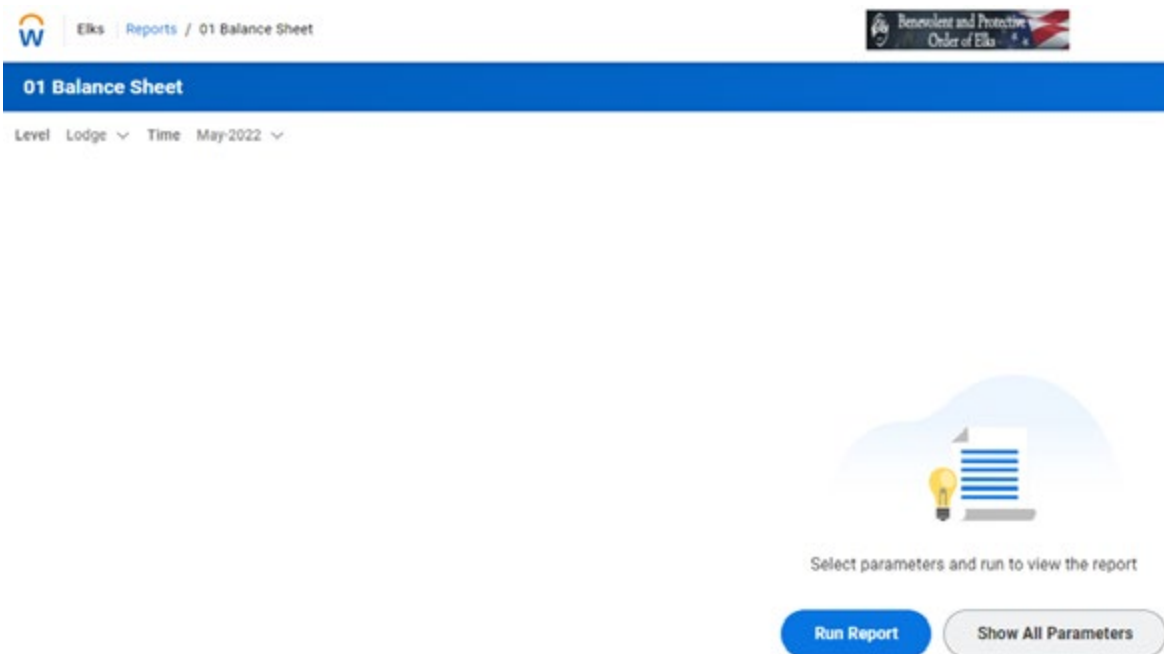 Elks Reports / 01 Balance Sheet
Benevolent and Protective
Order of Elks
01 Balance Sheet
Level Lodge Time May-2022
Select parameters and run to view the report
Run Report Show All Parameters